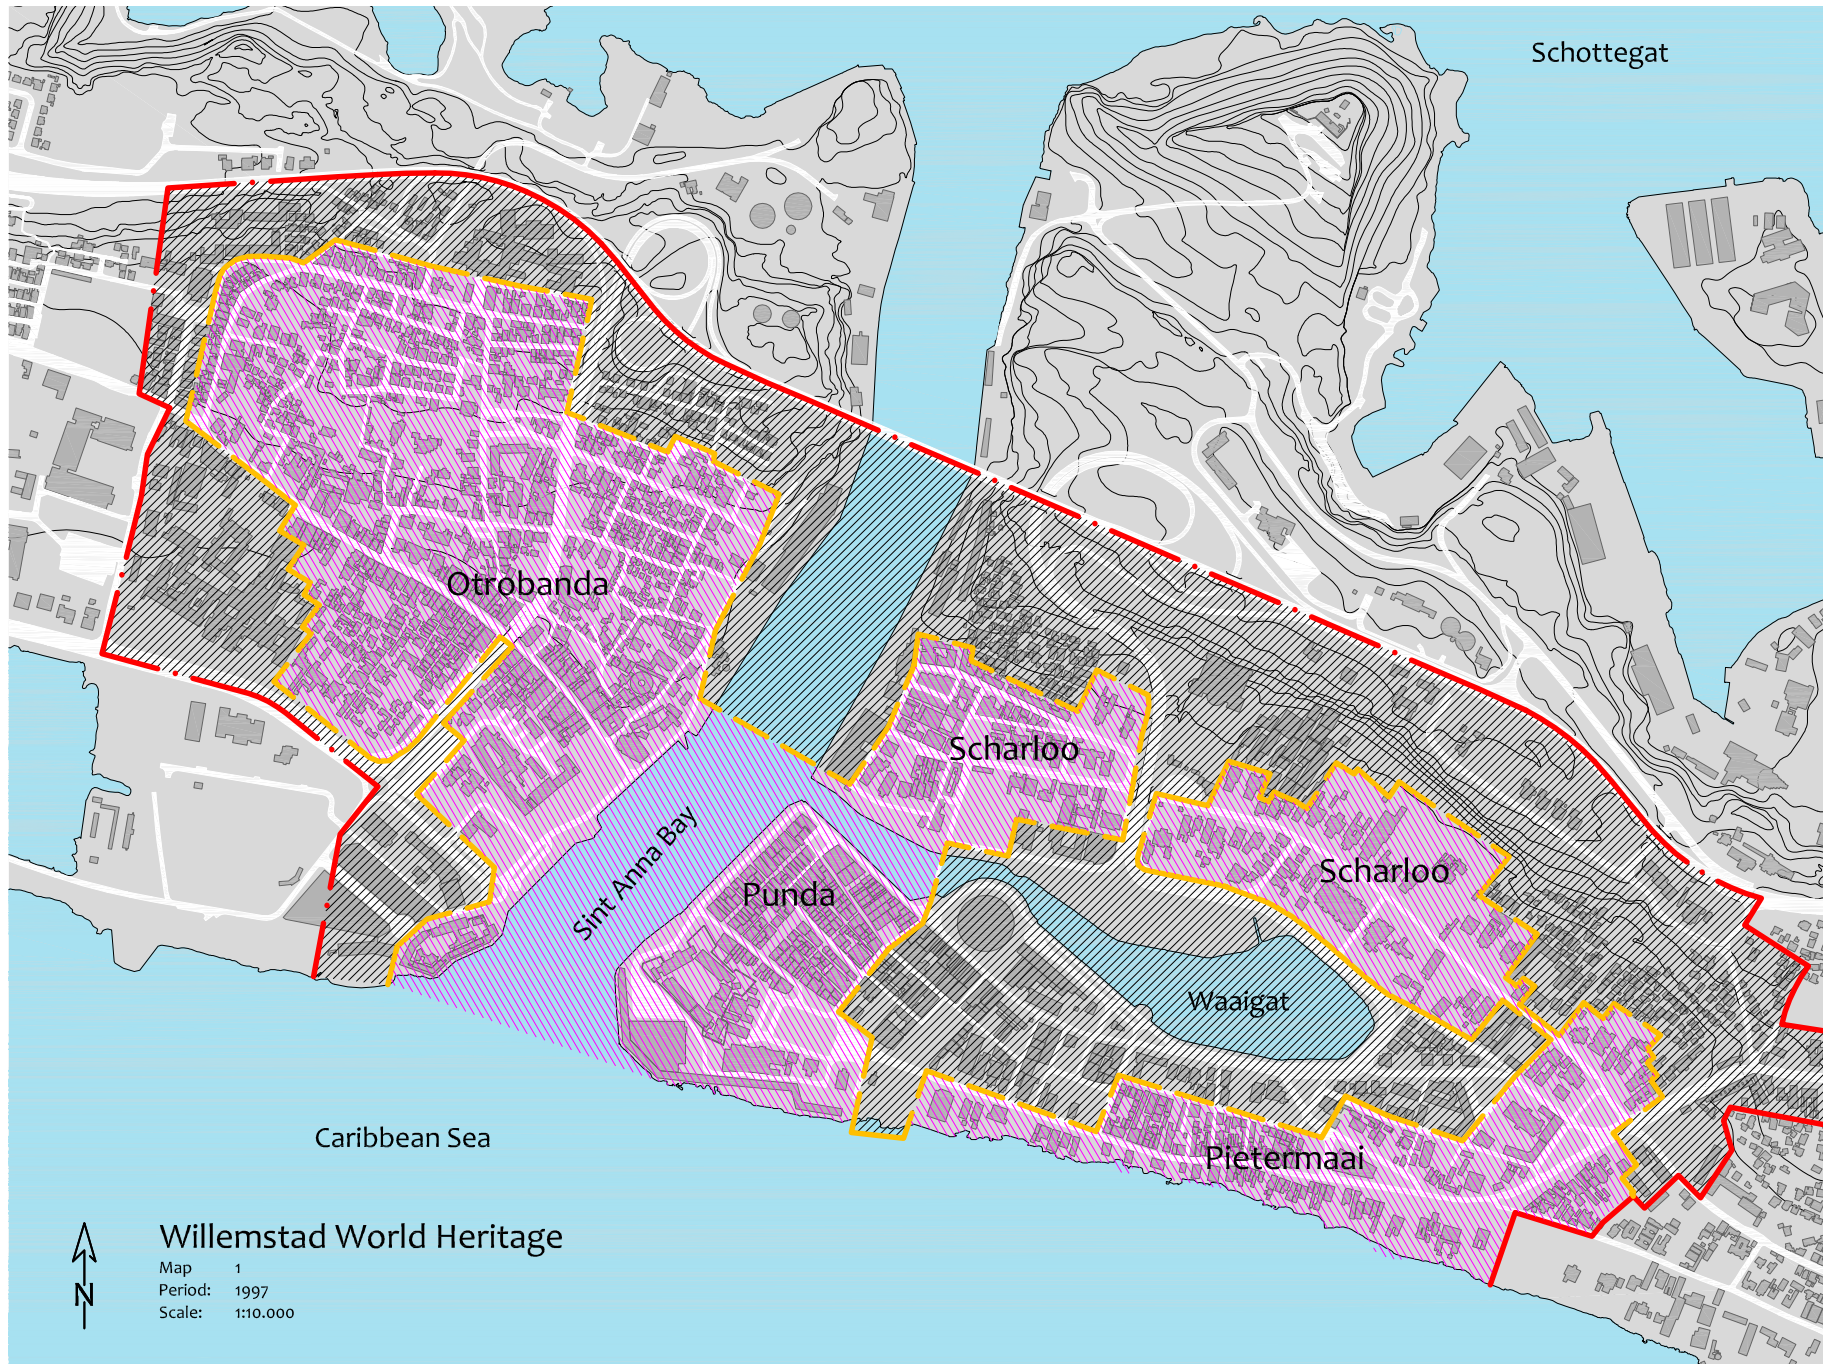 Schottegat
Otrobanda
Scharloo
Sint Anna Bay
Punda
Scharloo
Waaigat
Caribbean Sea
Pietermaai
Willemstad World Heritage
Map 1
Period: 1997
Scale: 1:10.000
N